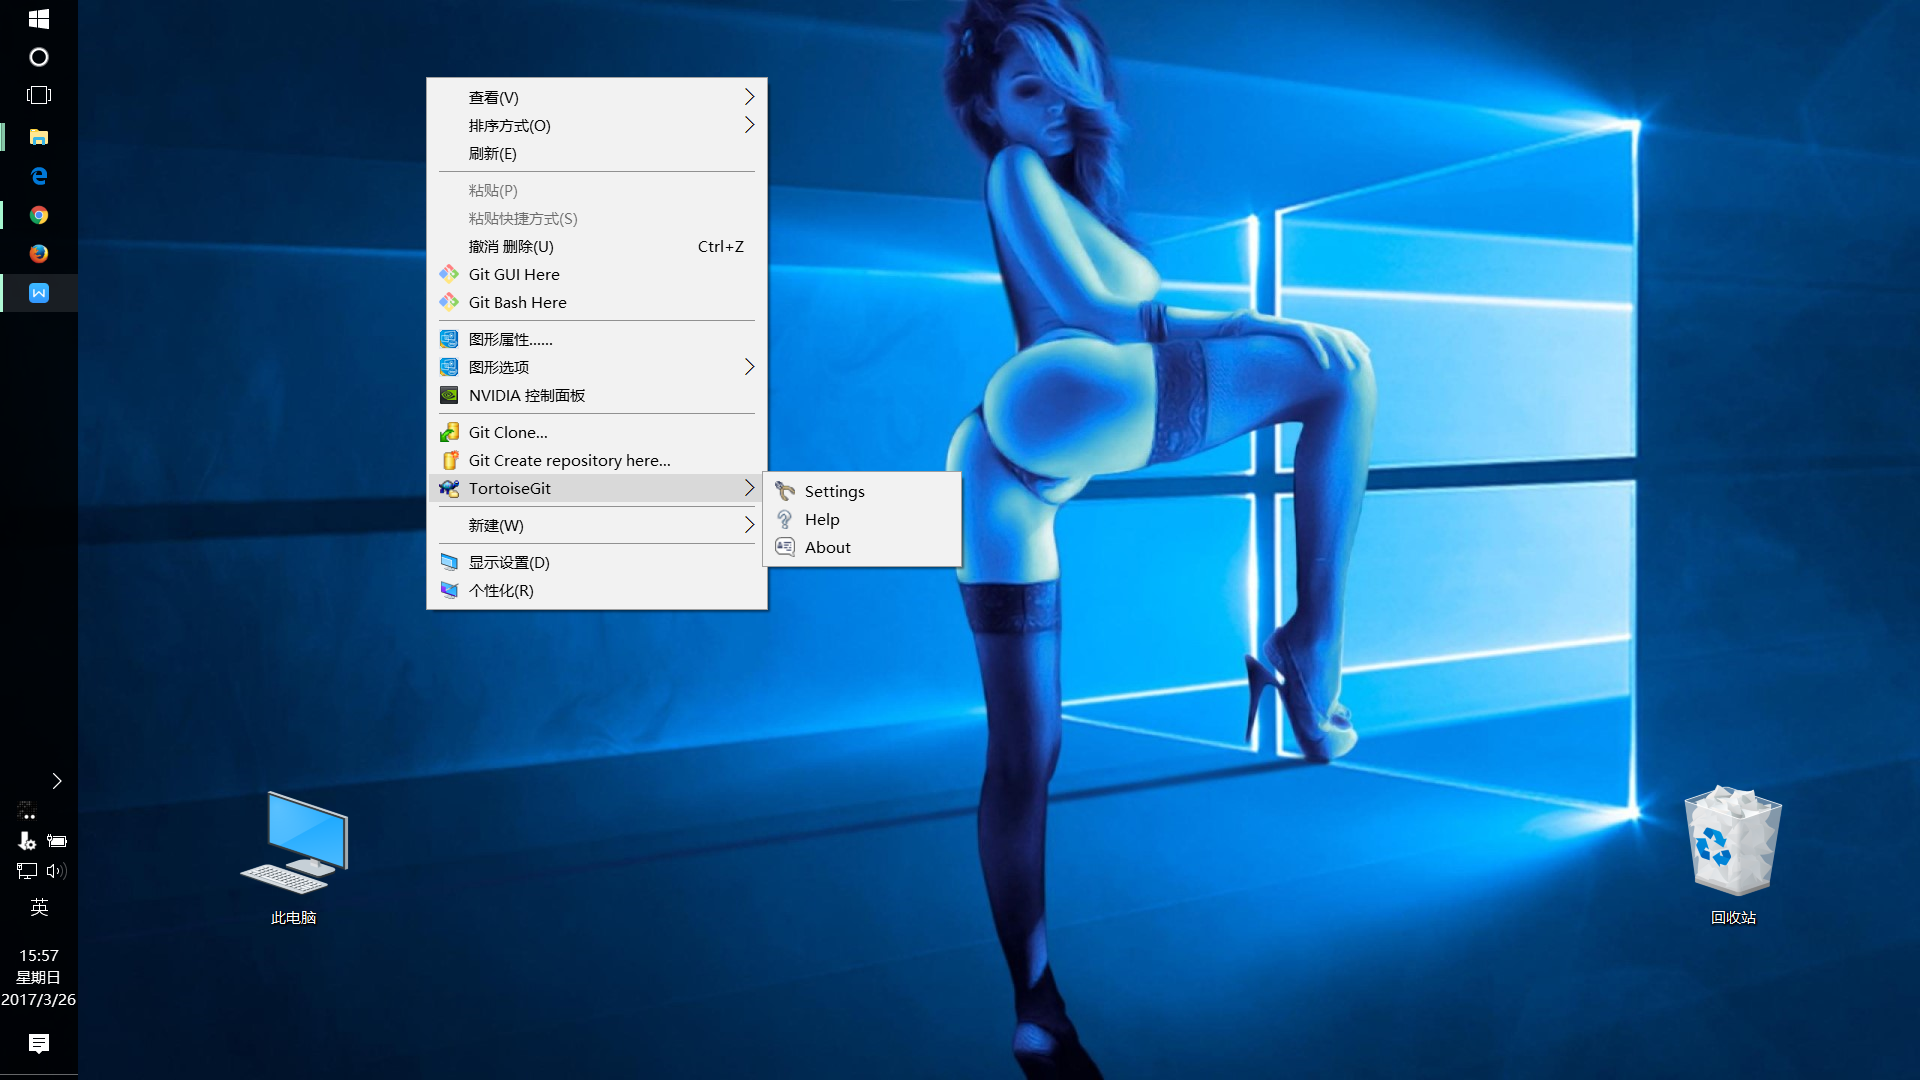 查看(V)
排序方式(O)
刷新(E)
粘贴(P)
粘贴快捷方式(S)
撤消 删除(U) Ctrl+Z
Git GUI Here
Git Bash Here
图形属性......
图形选项
NVIDIA 控制面板
Git Clone...
Git Create repository here...
TortoiseGit
Settings
Help
About
新建(W)
显示设置(D)
个性化(R)
此电脑
回收站
英
15:57
星期日
2017/3/26